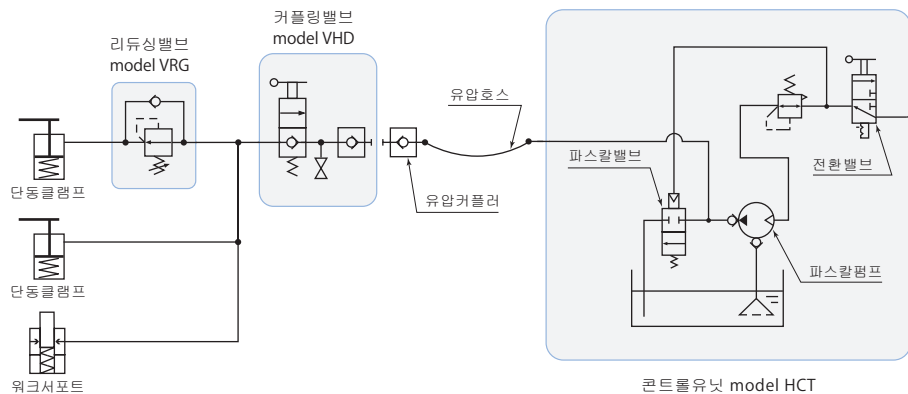 커플링밸브
model VHD
리듀싱밸브
model VRG
유압호스
파스칼밸브
전환밸브
유압커플러
단동클램프
파스칼펌프
단동클램프
워크서포트
콘트롤유닛 model HCT